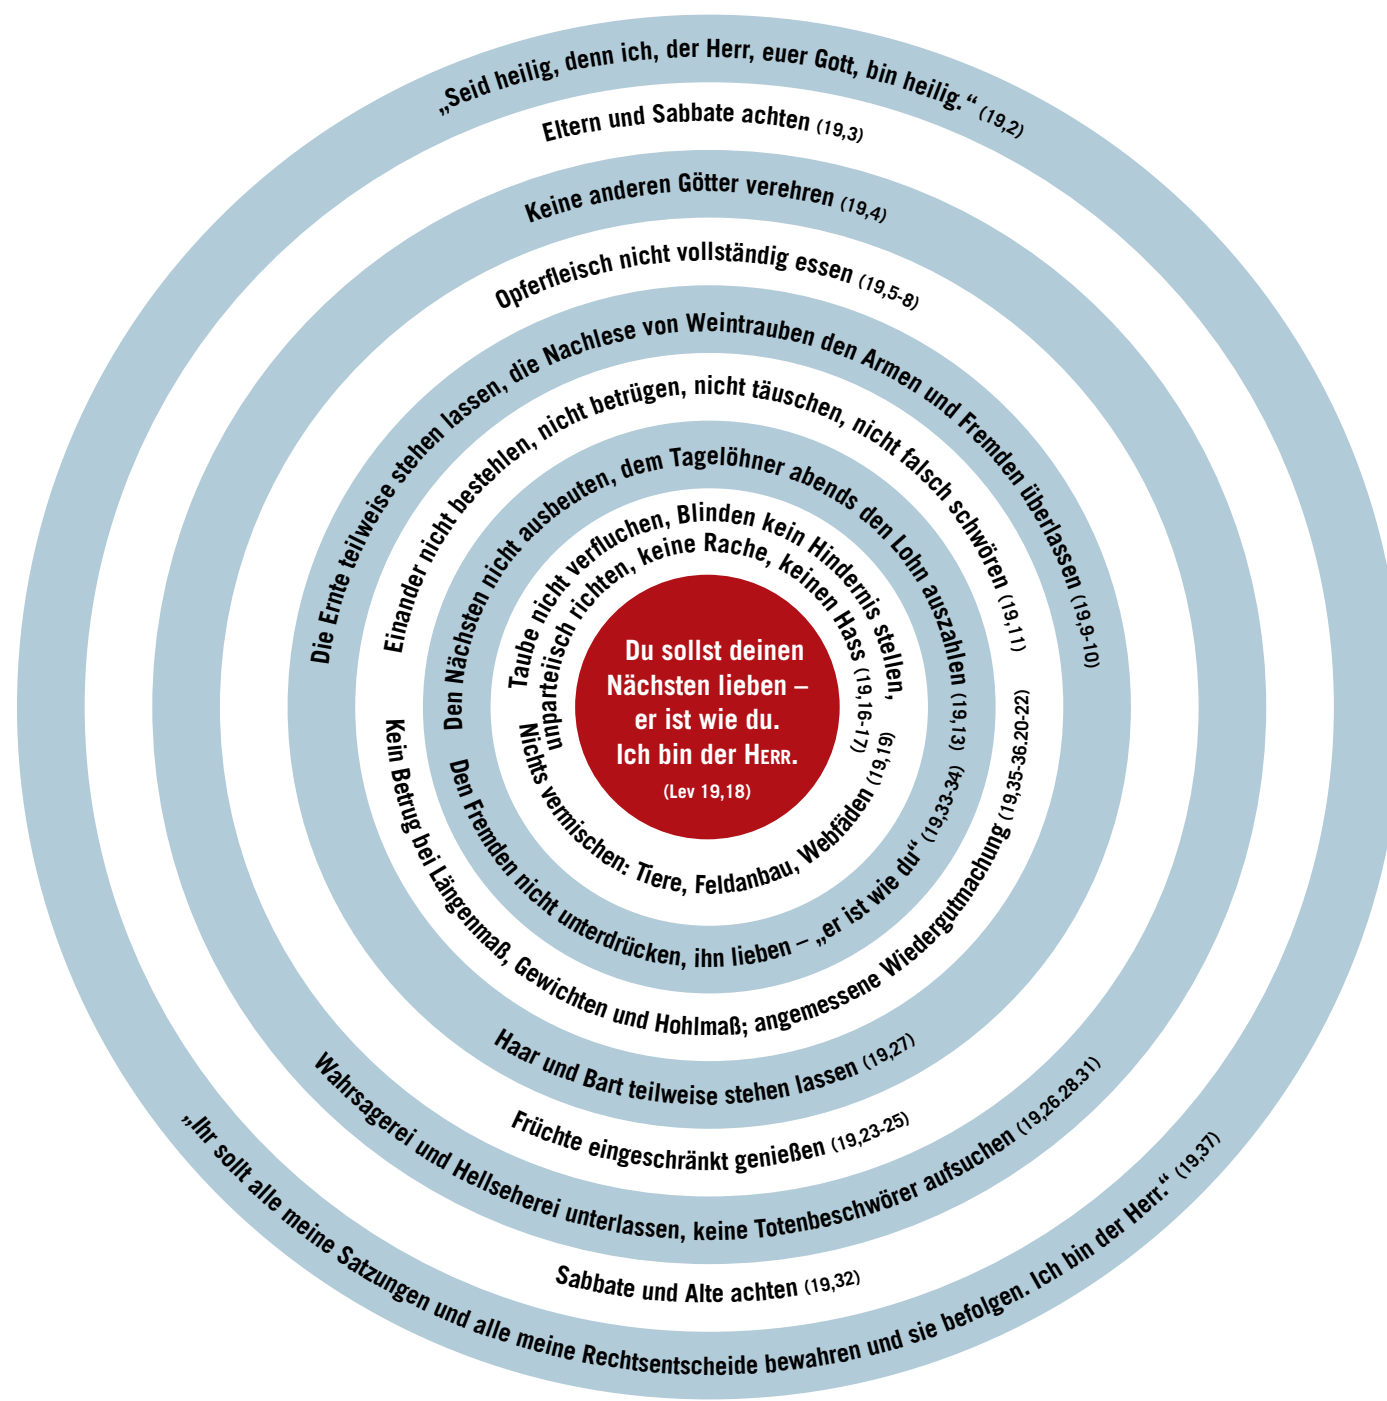 „Seid heilig, denn ich, der Herr, euer Gott, bin heilig.“ (19,2)
Eltern und Sabbate achten (19,3)
Keine anderen Götter verehren (19,4)
Opferfleisch nicht vollständig essen (19,5-8)
Die Ernte teilweise stehen lassen, die Nachlese von Weintrauben den Armen und Fremden überlassen (19,9-10)
Einander nicht bestehlen, nicht betrügen, nicht täuschen, nicht falsch schwören (19,11)
Den Nächsten nicht ausbeuten, dem Tagelöhner abends den Lohn auszahlen (19,13)
Taube nicht verfluchen, Blinden kein Hindernis stellen,
unparteiisch richten, keine Rache, keinen Hass (19,16-17)
Du sollst deinen
Nächsten lieben –
er ist wie du.
Ich bin der HERR.
(Lev 19,18)
Nichts vermischen: Tiere, Feldanbau, Webfäden (19,19)
Den Fremden nicht unterdrücken, ihn lieben – „er ist wie du“ (19,33-34)
Kein Betrug bei Längenmaß, Gewichten und Hohlmaß; angemessene Wiedergutmachung (19,35-36.20-22)
Haar und Bart teilweise stehen lassen (19,27)
Früchte eingeschränkt genießen (19,23-25)
Wahrsagerei und Hellseherei unterlassen, keine Totenbeschwörer aufsuchen (19,26.28.31)
Sabbate und Alte achten (19,32)
„Ihr sollt alle meine Satzungen und alle meine Rechtsentscheide bewahren und sie befolgen. Ich bin der Herr.“ (19,37)